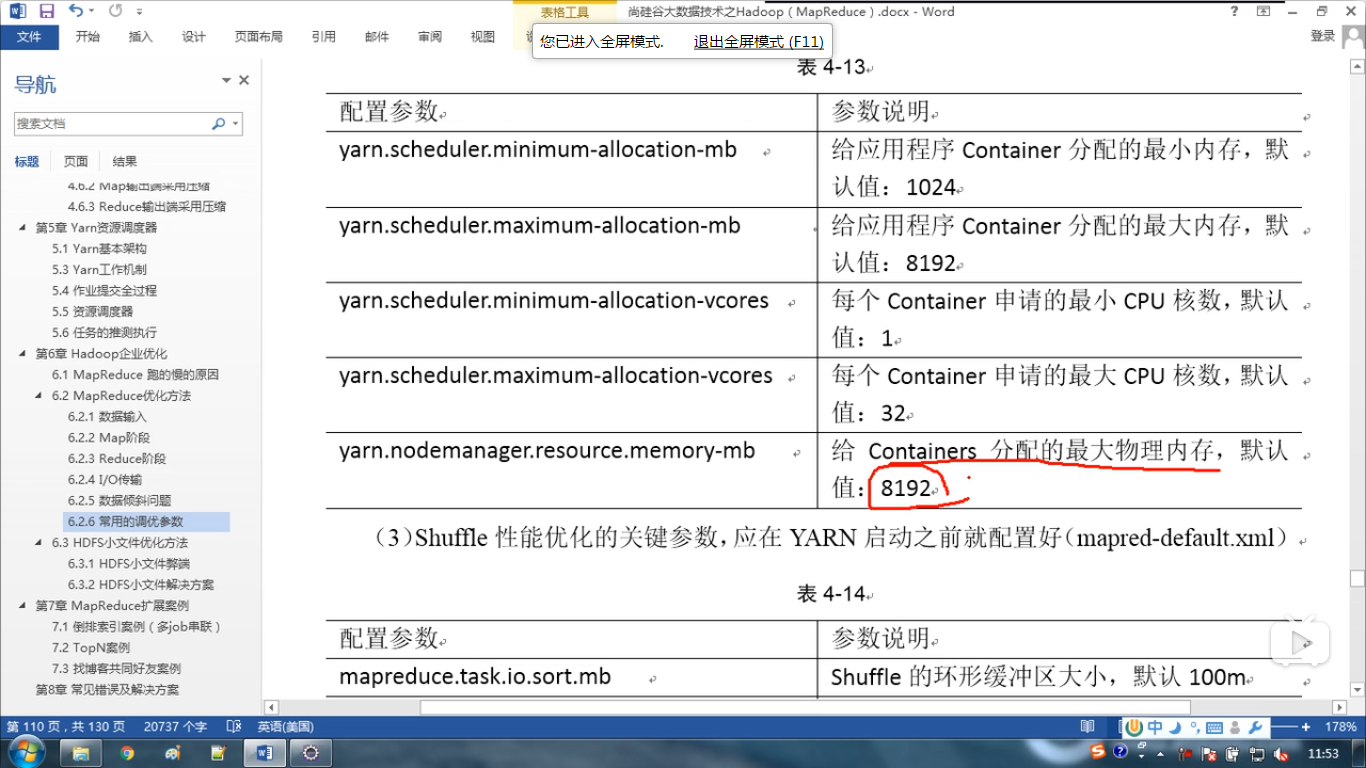 表格工具
尚硅谷大数据技术之Hadoop（MapReduce）.docx - Word
文件
开始
插入
设计
页面布局
引用
邮件
审阅
视图
登录
您已进入全屏模式.
退出全屏模式 (F11)
导航
搜索文档
标题
页面
结果
4.6.2 Map输出端采用压缩
4.6.3 Reduce输出端采用压缩
第5章 Yarn资源调度器
5.1 Yarn基本架构
5.3 Yarn工作机制
5.4 作业提交全过程
5.5 资源调度器
5.6 任务的推测执行
第6章 Hadoop企业优化
6.1 MapReduce 跑的慢的原因
6.2 MapReduce优化方法
6.2.1 数据输入
6.2.2 Map阶段
6.2.3 Reduce阶段
6.2.4 I/O传输
6.2.5 数据倾斜问题
6.2.6 常用的调优参数
6.3 HDFS小文件优化方法
6.3.1 HDFS小文件弊端
6.3.2 HDFS小文件解决方案
第7章 MapReduce扩展案例
7.1 倒排索引案例（多job串联）
7.2 TopN案例
7.3 找博客共同好友案例
第8章 常见错误及解决方案
表 4-13
配置参数
参数说明
yarn.scheduler.minimum-allocation-mb
给应用程序 Container 分配的最小内存，默
认值：1024
yarn.scheduler.maximum-allocation-mb
给应用程序 Container 分配的最大内存，默
认值：8192
yarn.scheduler.minimum-allocation-vcores
每个 Container 申请的最小 CPU 核数，默认
值：1
yarn.scheduler.maximum-allocation-vcores
每个 Container 申请的最大 CPU 核数，默认
值：32
yarn.nodemanager.resource.memory-mb
给 Containers 分配的最大物理内存，默认
值：8192
（3）Shuffle 性能优化的关键参数，应在 YARN 启动之前就配置好（mapred-default.xml）
表 4-14
配置参数
参数说明
mapreduce.task.io.sort.mb
Shuffle 的环形缓冲区大小，默认 100m
第 110 页，共 130 页
20737 个字
英语(美国)
中
178%
11:53